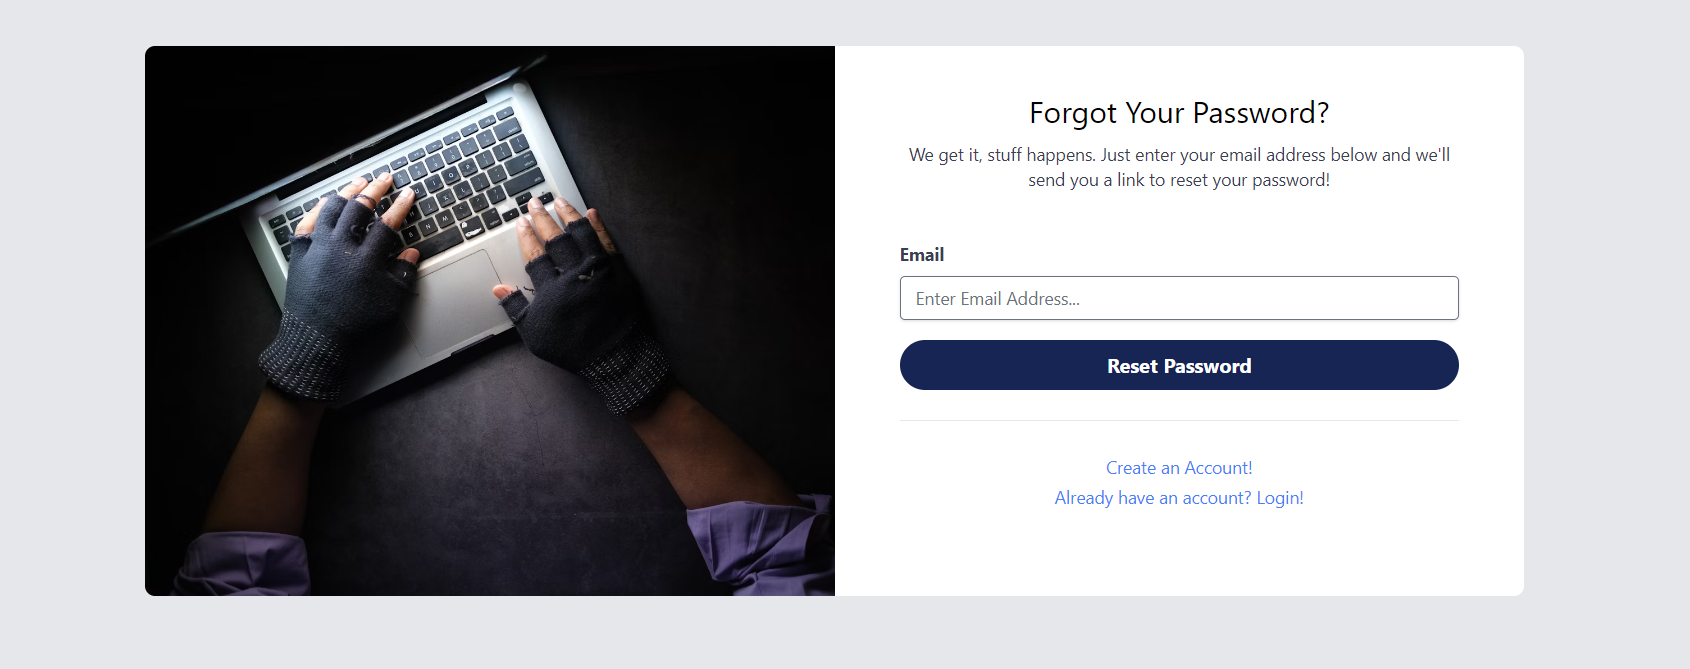 Forgot Your Password?
We get it, stuff happens. Just enter your email address below and we'll
send you a link to reset your password!
Email
Enter Email Address...
Reset Password
Create an Account!
Already have an account? Login!